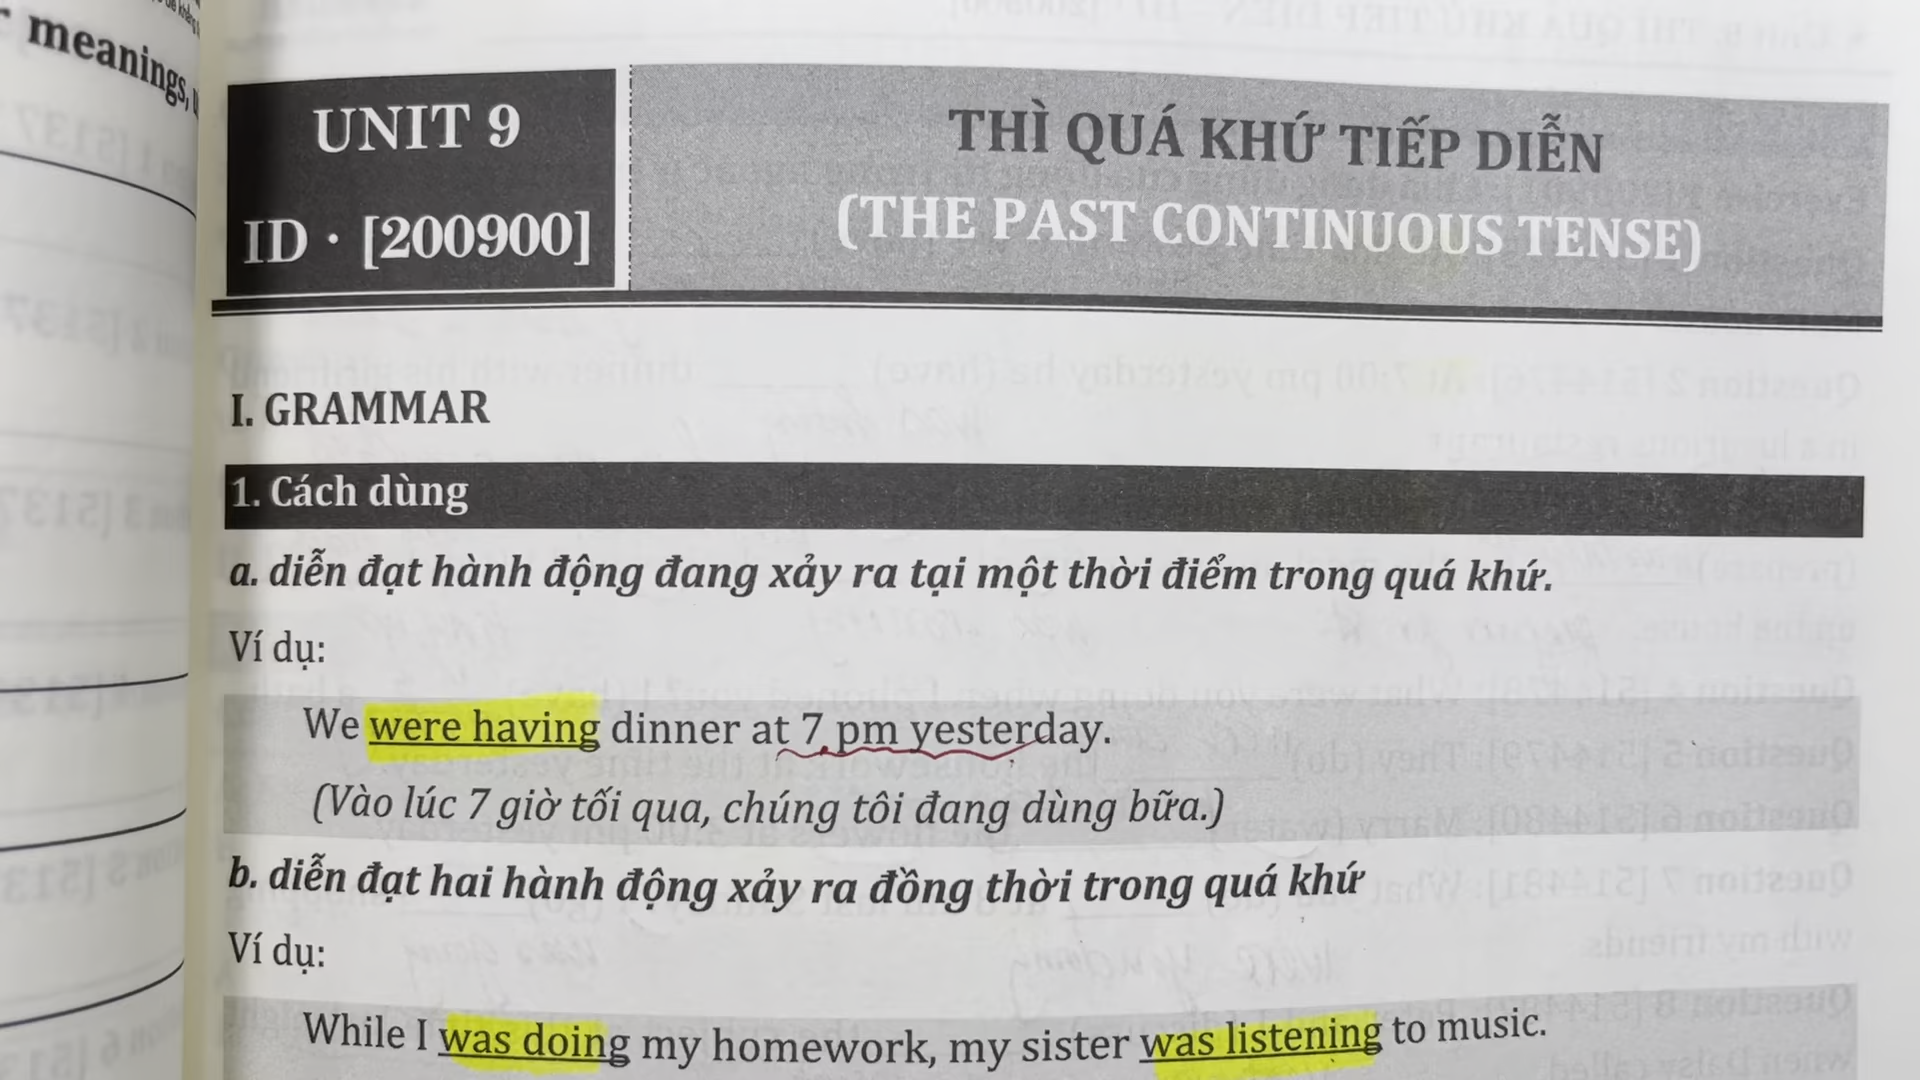 meanings,
UNIT 9
ID · [200900]
THÌ QUÁ KHỨ TIẾP DIỄN
(THE PAST CONTINUOUS TENSE)
I. GRAMMAR
1. Cách dùng
a. diễn đạt hành động đang xảy ra tại một thời điểm trong quá khứ.
Ví dụ:
We were having dinner at 7 pm yesterday.
(Vào lúc 7 giờ tối qua, chúng tôi đang dùng bữa.)
b. diễn đạt hai hành động xảy ra đồng thời trong quá khứ
Ví dụ:
While I was doing my homework, my sister was listening to music.